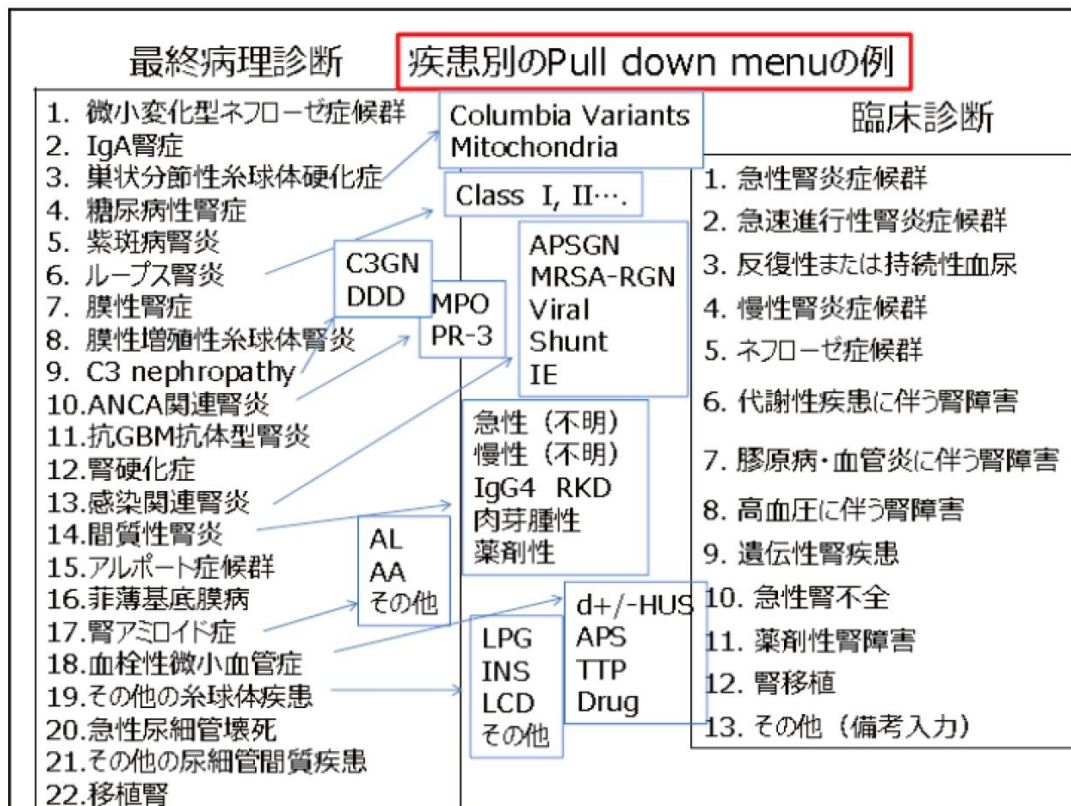 最終病理診断
疾患別のPull down menuの例
1. 微小変化型ネフローゼ症候群
2. IgA腎症
3. 巣状分節性糸球体硬化症
4. 糖尿病性腎症
5. 紫斑病腎炎
6. ループス腎炎
7. 膜性腎症
8. 膜性増殖性糸球体腎炎
9. C3 nephropathy
10.ANCA関連腎炎
11.抗GBM抗体型腎炎
12.腎硬化症
13.感染関連腎炎
14.間質性腎炎
15.アルポート症候群
16.菲薄基底膜病
17.腎アミロイド症
18.血栓性微小血管症
19.その他の糸球体疾患
20.急性尿細管壊死
21.その他の尿細管間質疾患
22.移植腎
Columbia Variants
Mitochondria
Class I, II….
C3GN
DDD
MPO
PR-3
APSGN
MRSA-RGN
Viral
Shunt
IE
急性（不明）
慢性（不明）
IgG4 RKD
肉芽腫性
薬剤性
AL
AA
その他
d+/-HUS
APS
TTP
Drug
LPG
INS
LCD
その他
臨床診断
1. 急性腎炎症候群
2. 急速進行性腎炎症候群
3. 反復性または持続性血尿
4. 慢性腎炎症候群
5. ネフローゼ症候群
6. 代謝性疾患に伴う腎障害
7. 膠原病・血管炎に伴う腎障害
8. 高血圧に伴う腎障害
9. 遺伝性腎疾患
10. 急性腎不全
11. 薬剤性腎障害
12. 腎移植
13. その他（備考入力）